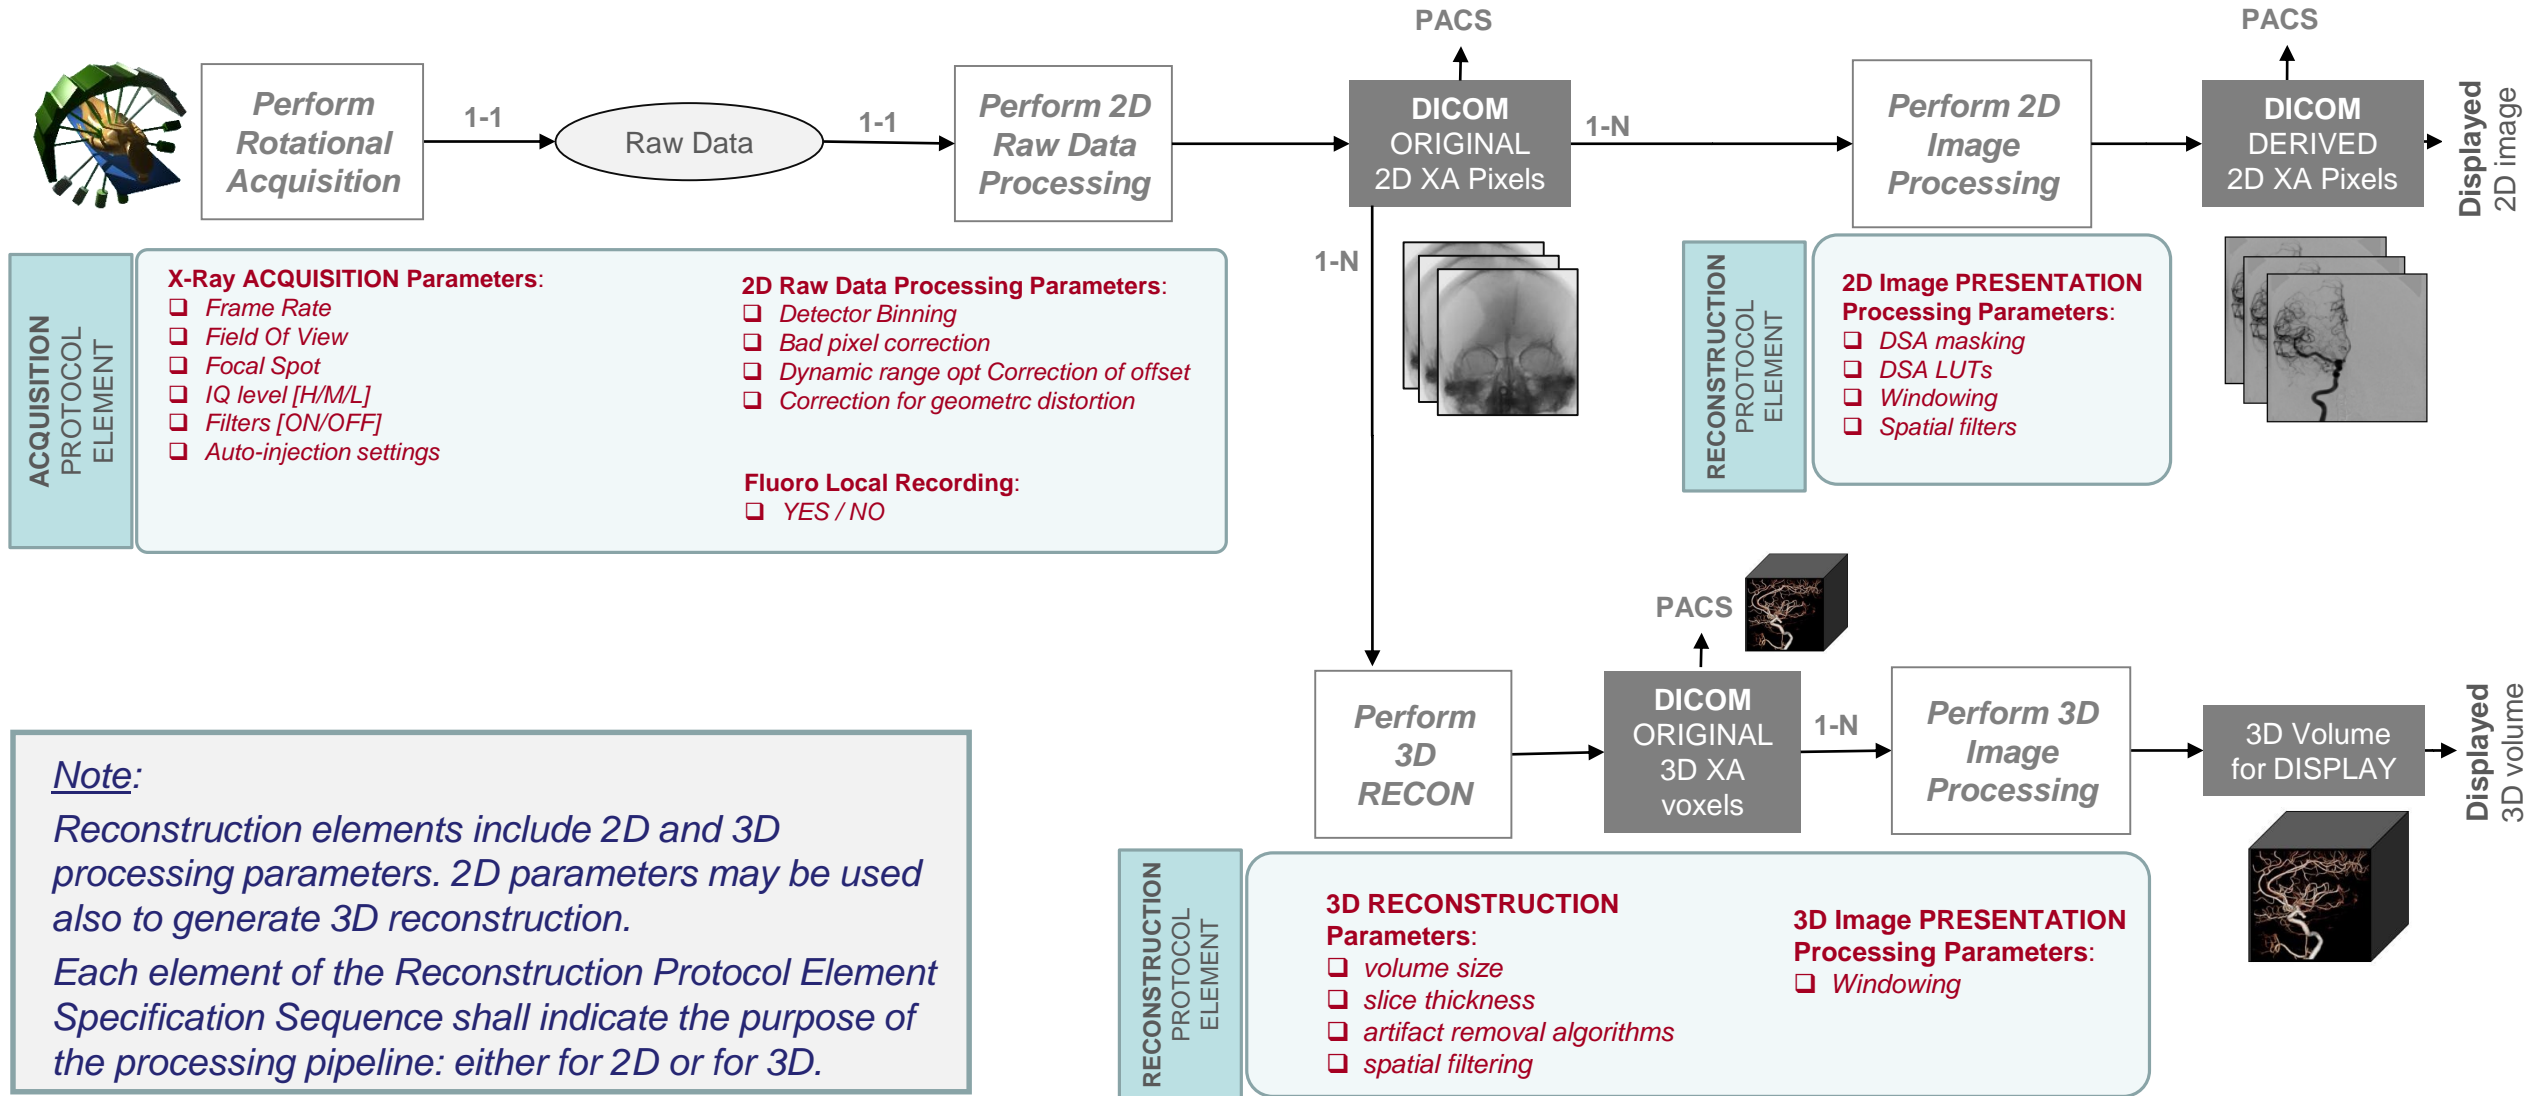 PACS
PACS
Perform
Rotational
Acquisition
1-1
Raw Data
1-1
Perform 2D
Raw Data
Processing
DICOM
ORIGINAL
2D XA Pixels
1-N
Perform 2D
Image
Processing
DICOM
DERIVED
2D XA Pixels
Displayed
2D image
ACQUISITION
PROTOCOL
ELEMENT
X-Ray ACQUISITION Parameters:
❑ Frame Rate
❑ Field Of View
❑ Focal Spot
❑ IQ level [H/M/L]
❑ Filters [ON/OFF]
❑ Auto-injection settings
2D Raw Data Processing Parameters:
❑ Detector Binning
❑ Bad pixel correction
❑ Dynamic range opt Correction of offset
❑ Correction for geometrc distortion
Fluoro Local Recording:
❑ YES / NO
1-N
RECONSTRUCTION
PROTOCOL
ELEMENT
2D Image PRESENTATION
Processing Parameters:
❑ DSA masking
❑ DSA LUTs
❑ Windowing
❑ Spatial filters
PACS
Perform
3D
RECON
DICOM
ORIGINAL
3D XA
voxels
1-N
Perform 3D
Image
Processing
3D Volume
for DISPLAY
Displayed
3D volume
Note:
Reconstruction elements include 2D and 3D
processing parameters. 2D parameters may be used
also to generate 3D reconstruction.
Each element of the Reconstruction Protocol Element
Specification Sequence shall indicate the purpose of
the processing pipeline: either for 2D or for 3D.
RECONSTRUCTION
PROTOCOL
ELEMENT
3D RECONSTRUCTION
Parameters:
❑ volume size
❑ slice thickness
❑ artifact removal algorithms
❑ spatial filtering
3D Image PRESENTATION
Processing Parameters:
❑ Windowing